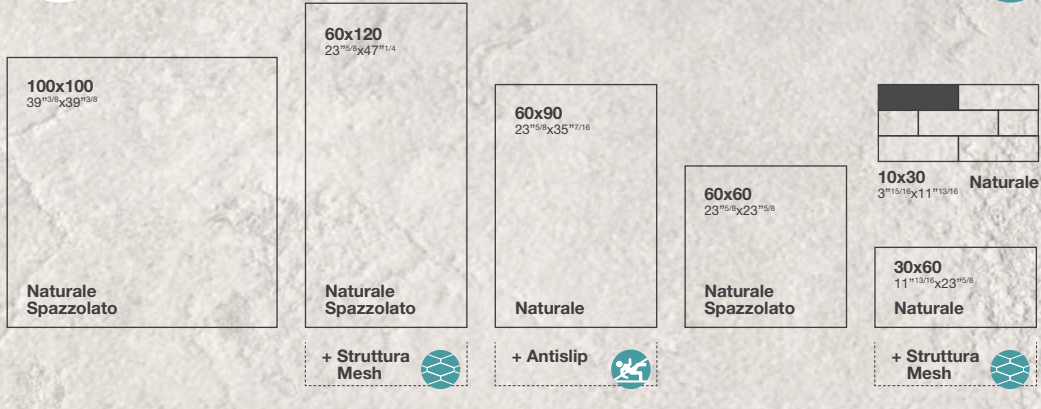 100x100
39”3/8x39”3/8
Naturale
Spazzolato
60x120
23”5/8x47”1/4
Naturale
Spazzolato
+ Struttura
Mesh
60x90
23”5/8x35”7/16
Naturale
+ Antislip
60x60
23”5/8x23”5/8
Naturale
Spazzolato
10x30
3”15/16x11”13/16
Naturale
30x60
11”13/16x23”5/8
Naturale
+ Struttura
Mesh